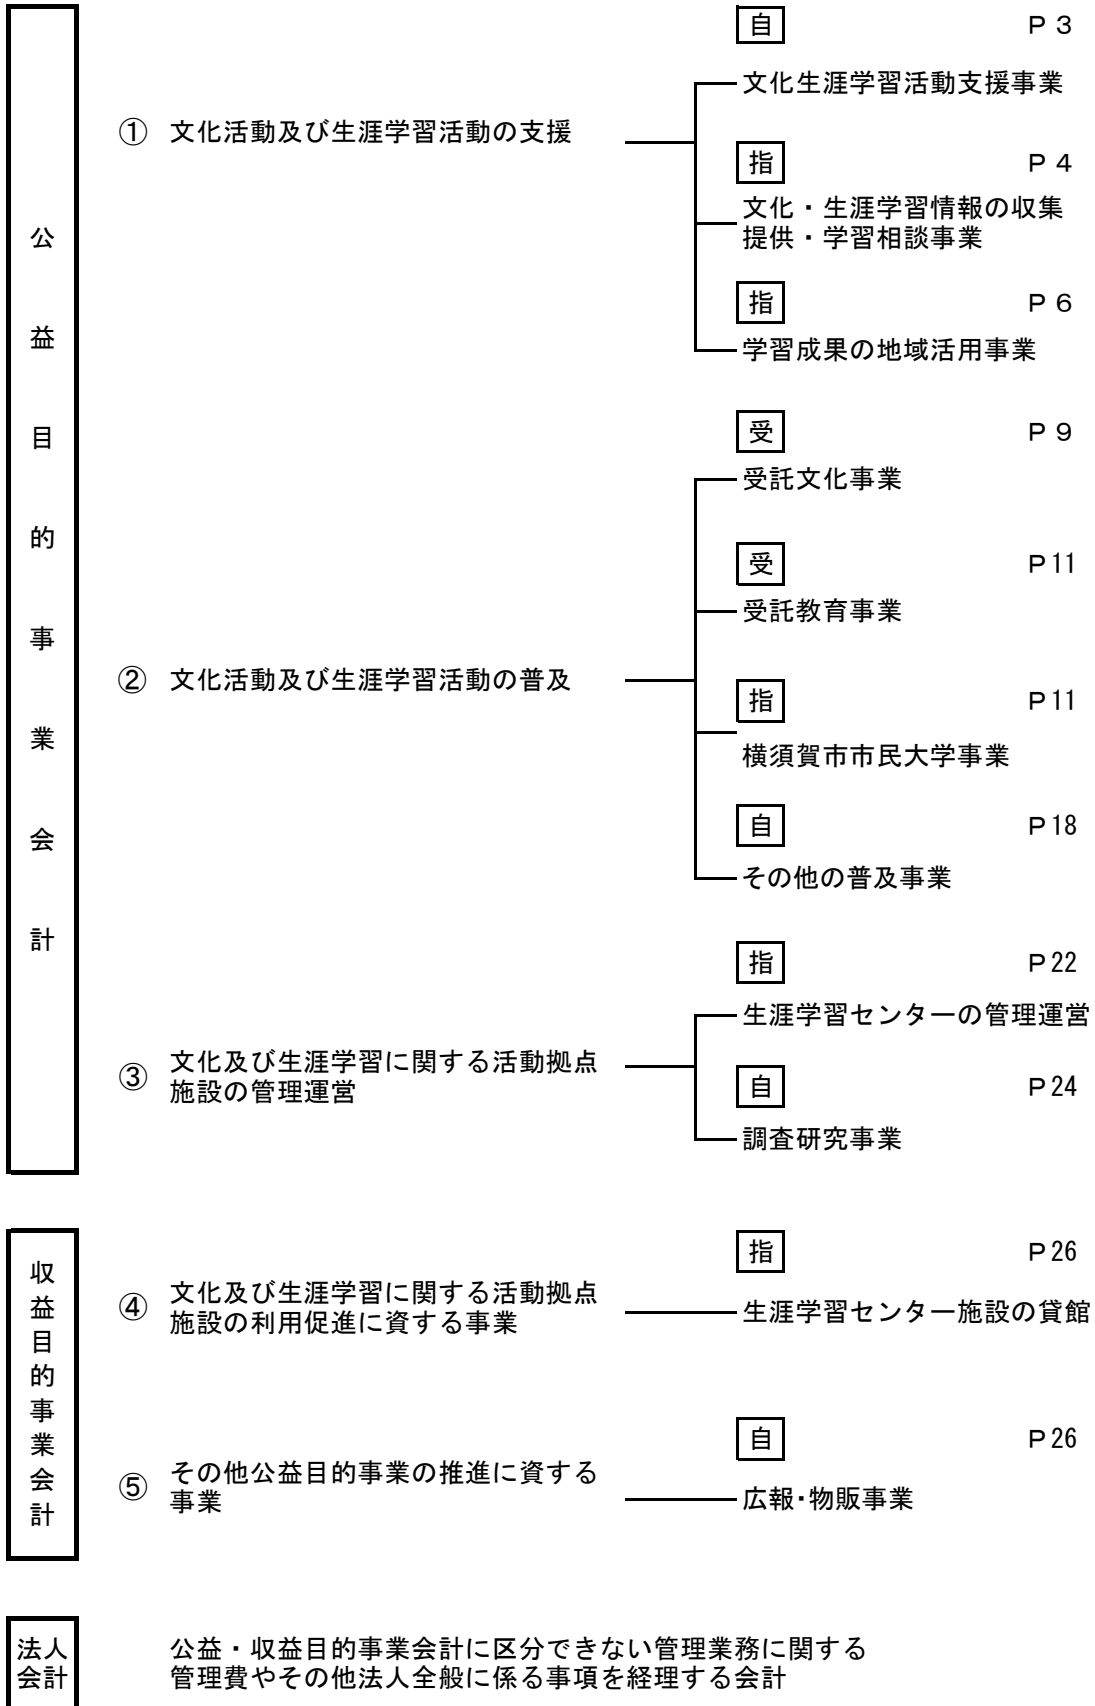 公益目的事業会計
自 P 3
文化生涯学習活動支援事業
① 文化活動及び生涯学習活動の支援
指 P 4
文化・生涯学習情報の収集
提供・学習相談事業
指 P 6
学習成果の地域活用事業
受 P 9
受託文化事業
受 P11
受託教育事業
② 文化活動及び生涯学習活動の普及
指 P11
横須賀市市民大学事業
自 P18
その他の普及事業
指 P22
生涯学習センターの管理運営
③ 文化及び生涯学習に関する活動拠点
施設の管理運営
自 P24
調査研究事業
収益目的事業会計
指 P26
④ 文化及び生涯学習に関する活動拠点
施設の利用促進に資する事業
生涯学習センター施設の貸館
自 P26
⑤ その他公益目的事業の推進に資する
事業
広報・物販事業
法人
会計
公益・収益目的事業会計に区分できない管理業務に関する
管理費やその他法人全般に係る事項を経理する会計